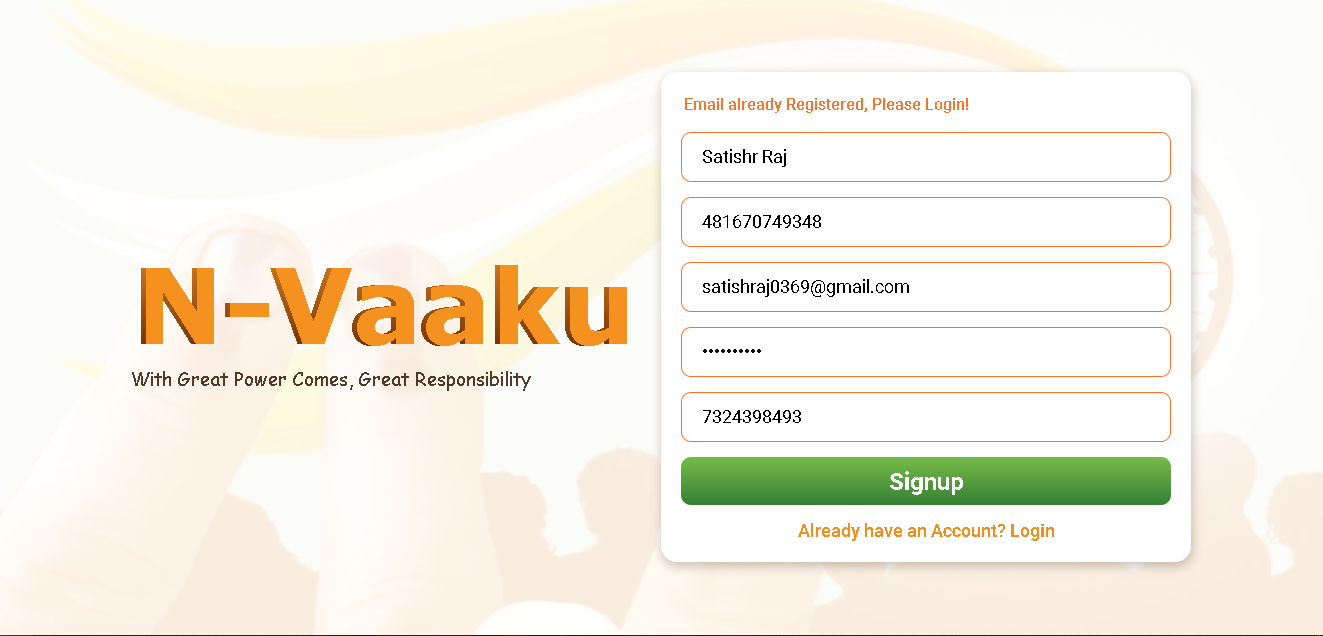 N-Vaaku
With Great Power Comes, Great Responsibility
Email already Registered, Please Login!
Satishr Raj
481670749348
satishraj0369@gmail.com
••••••••••
7324398493
Signup
Already have an Account? Login